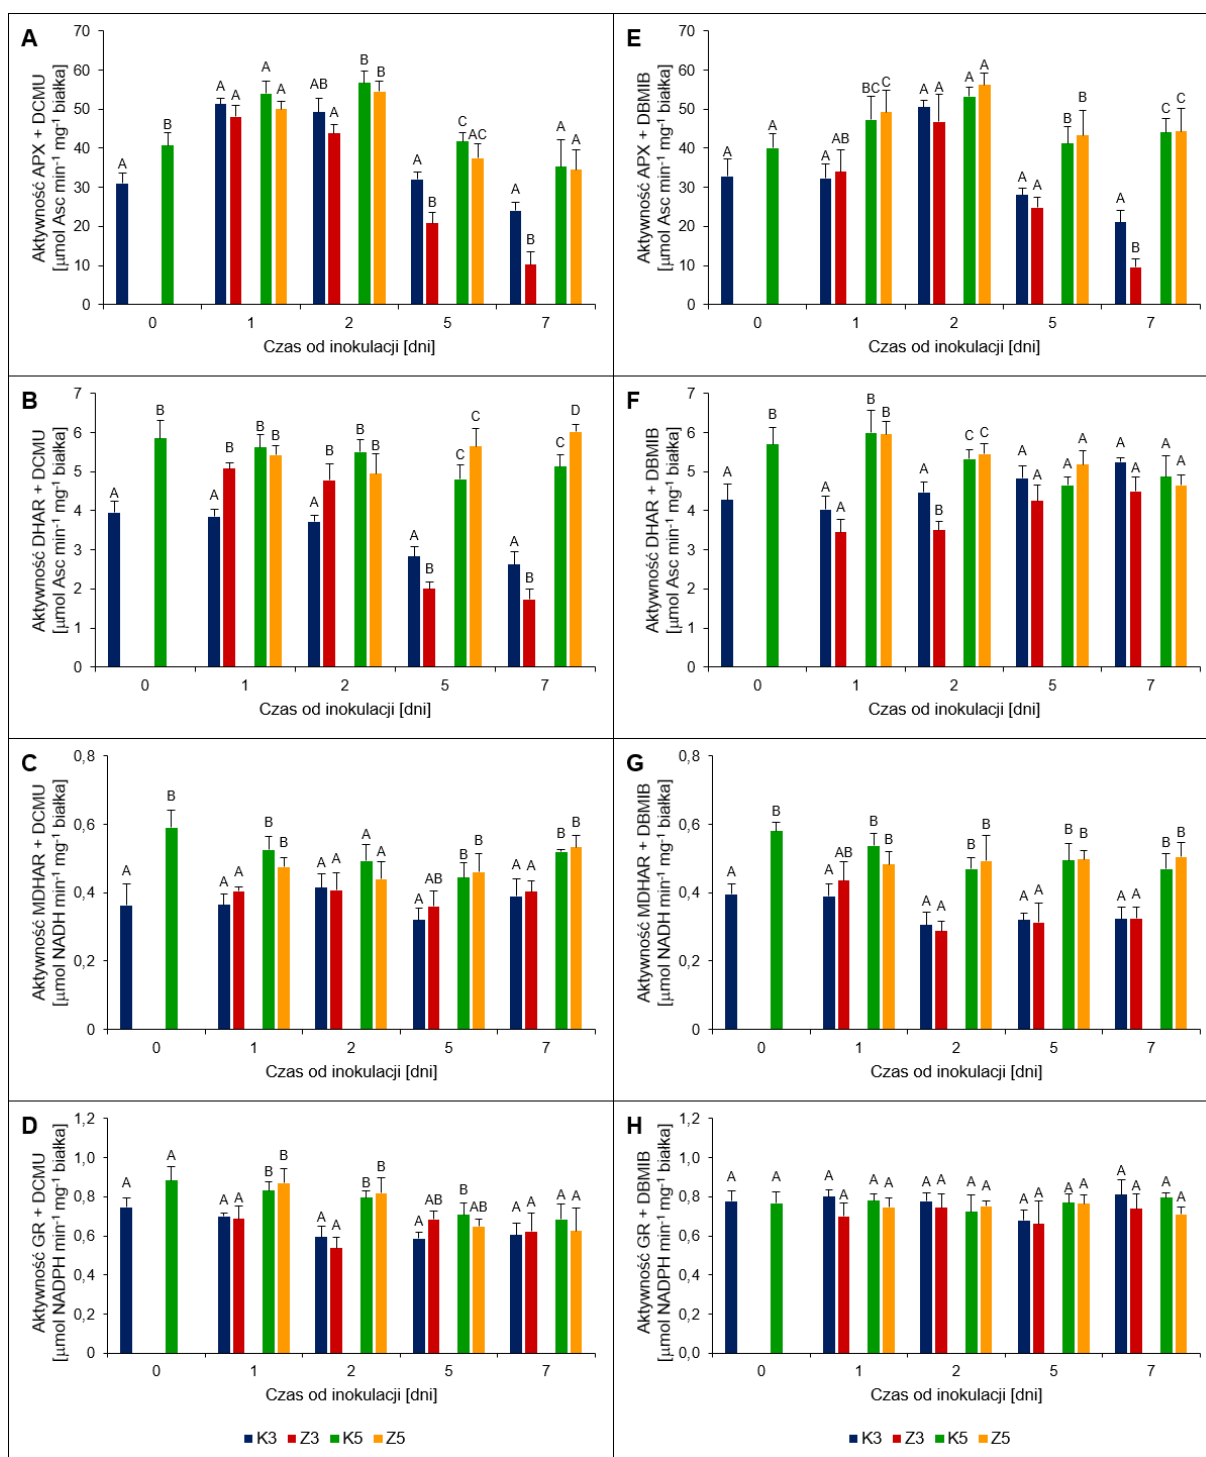 A
Aktywność APX + DCMU
[µmol Asc min⁻¹ mg⁻¹ białka]
70
60
50
40
30
20
10
0
A B
A A A A
AB A B B
A B C AC
A B A A
0 1 2 5 7
Czas od inokulacji [dni]
E
Aktywność APX + DBMIB
[µmol Asc min⁻¹ mg⁻¹ białka]
70
60
50
40
30
20
10
0
A A
A AB BC C
A A A A
A A B B
A B C C
0 1 2 5 7
Czas od inokulacji [dni]
B
Aktywność DHAR + DCMU
[µmol Asc min⁻¹ mg⁻¹ białka]
7
6
5
4
3
2
1
0
A B
A B B B
A B B B
A B C C
A B C D
0 1 2 5 7
Czas od inokulacji [dni]
F
Aktywność DHAR + DBMIB
[µmol Asc min⁻¹ mg⁻¹ białka]
7
6
5
4
3
2
1
0
A B
A A B B
A B C C
A A A A
A A A A
0 1 2 5 7
Czas od inokulacji [dni]
C
Aktywność MDHAR + DCMU
[µmol NADH min⁻¹ mg⁻¹ białka]
0,8
0,6
0,4
0,2
0
A B
A A B B
A A A A
A AB B B
A A B B
0 1 2 5 7
Czas od inokulacji [dni]
G
Aktywność MDHAR + DBMIB
[µmol NADH min⁻¹ mg⁻¹ białka]
0,8
0,6
0,4
0,2
0
A B
A AB B B
A A B B
A A B B
A A B B
0 1 2 5 7
Czas od inokulacji [dni]
D
Aktywność GR + DCMU
[µmol NADPH min⁻¹ mg⁻¹ białka]
1,2
1,0
0,8
0,6
0,4
0,2
0
A A
A A B B
A A B B
A AB B AB
A A A A
0 1 2 5 7
Czas od inokulacji [dni]
K3 Z3 K5 Z5
H
Aktywność GR + DBMIB
[µmol NADPH min⁻¹ mg⁻¹ białka]
1,2
1,0
0,8
0,6
0,4
0,2
0,0
A A
A A A A
A A A A
A A A A
A A A A
0 1 2 5 7
Czas od inokulacji [dni]
K3 Z3 K5 Z5